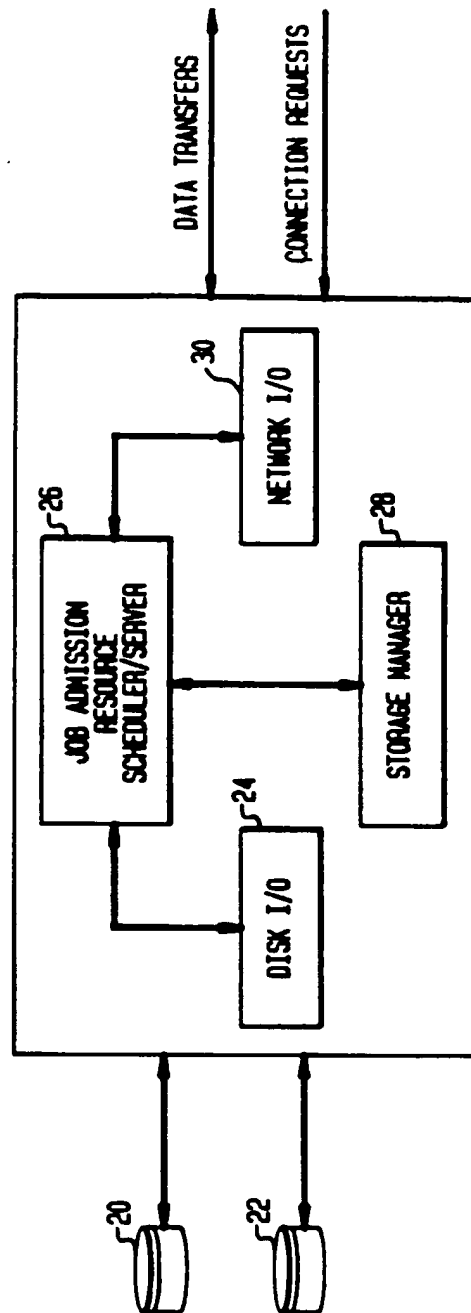 20
22
26
JOB ADMISSION
RESOURCE
SCHEDULER/SERVER
24
DISK I/O
30
NETWORK I/O
28
STORAGE MANAGER
DATA TRANSFERS
CONNECTION REQUESTS